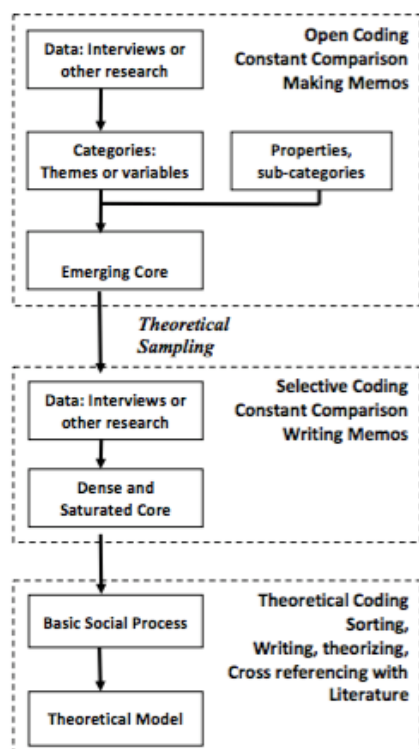 Open Coding
Constant Comparison
Making Memos
Data: Interviews or
other research
Categories:
Themes or variables
Properties,
sub-categories
Emerging Core
Theoretical
Sampling
Selective Coding
Constant Comparison
Writing Memos
Data: Interviews or
other research
Dense and
Saturated Core
Theoretical Coding
Sorting,
Writing, theorizing,
Cross referencing with
Literature
Basic Social Process
Theoretical Model